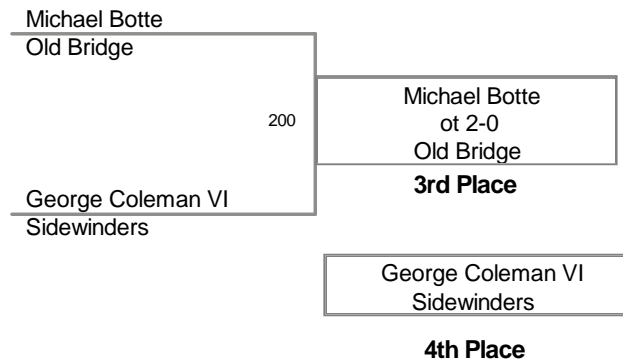 Michael Botte
Old Bridge
200
Michael Botte
ot 2-0
Old Bridge
3rd Place
George Coleman VI
Sidewinders
George Coleman VI
Sidewinders
4th Place